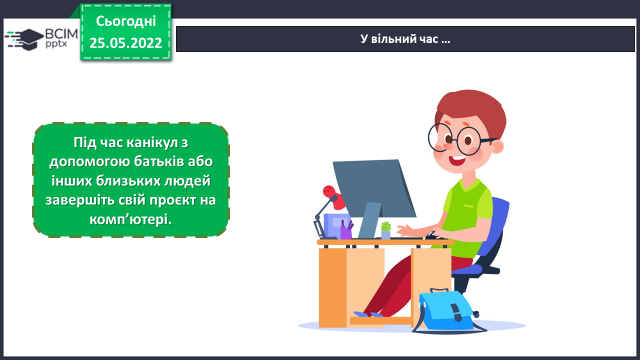 Сьогодні
25.05.2022
ВСІМ
pptx
У вільний час ...
Під час канікул з
допомогою батьків або
інших близьких людей
завершіть свій проєкт на
комп’ютері.